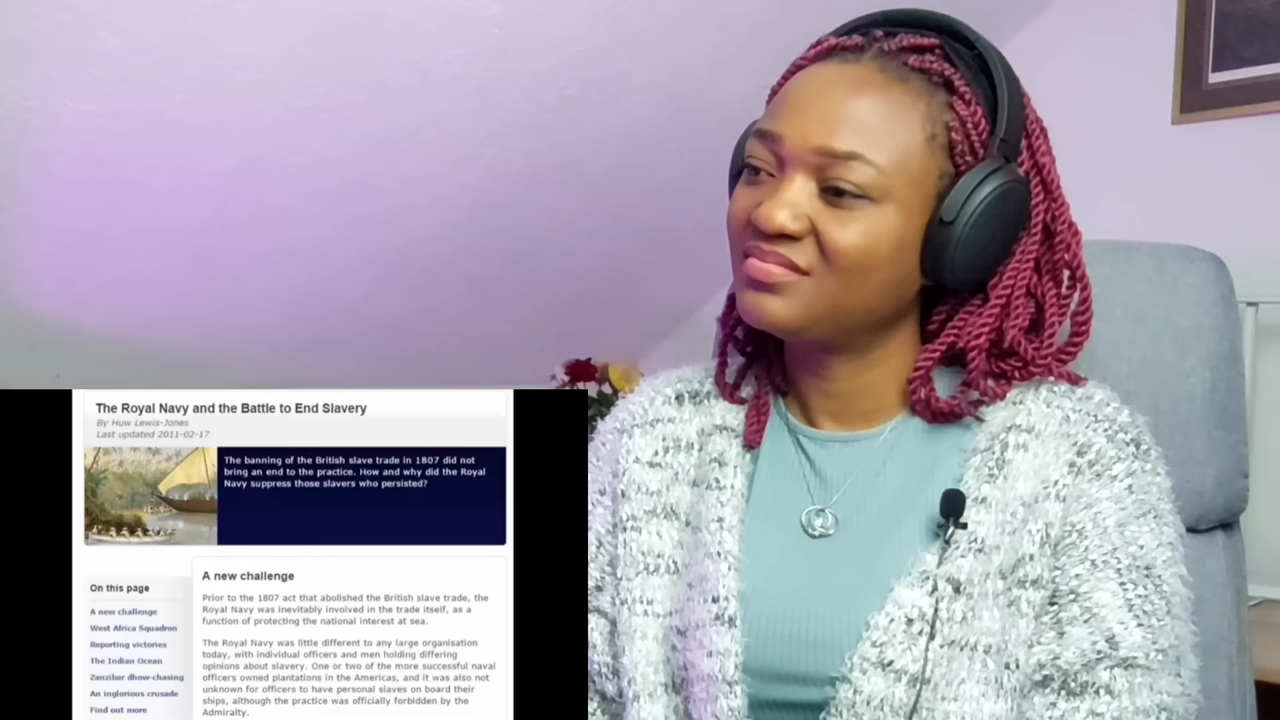 The Royal Navy and the Battle to End Slavery
By Huw Lewis-Jones
Last updated 2011-02-17
The banning of the British slave trade in 1807 did not
bring an end to the practice. How and why did the Royal
Navy suppress those slavers who persisted?
On this page
A new challenge
West Africa Squadron
Reporting victories
The Indian Ocean
Zanzibar dhow-chasing
An inglorious crusade
Find out more
A new challenge
Prior to the 1807 act that abolished the British slave trade, the
Royal Navy was inevitably involved in the trade itself, as a
function of protecting the national interest at sea.
The Royal Navy was little different to any large organisation
today, with individual officers and men holding differing
opinions about slavery. One or two of the more successful naval
officers owned plantations in the Americas, and it was also not
unknown for officers to have personal slaves on board their
ships, although the practice was officially forbidden by the
Admiralty.